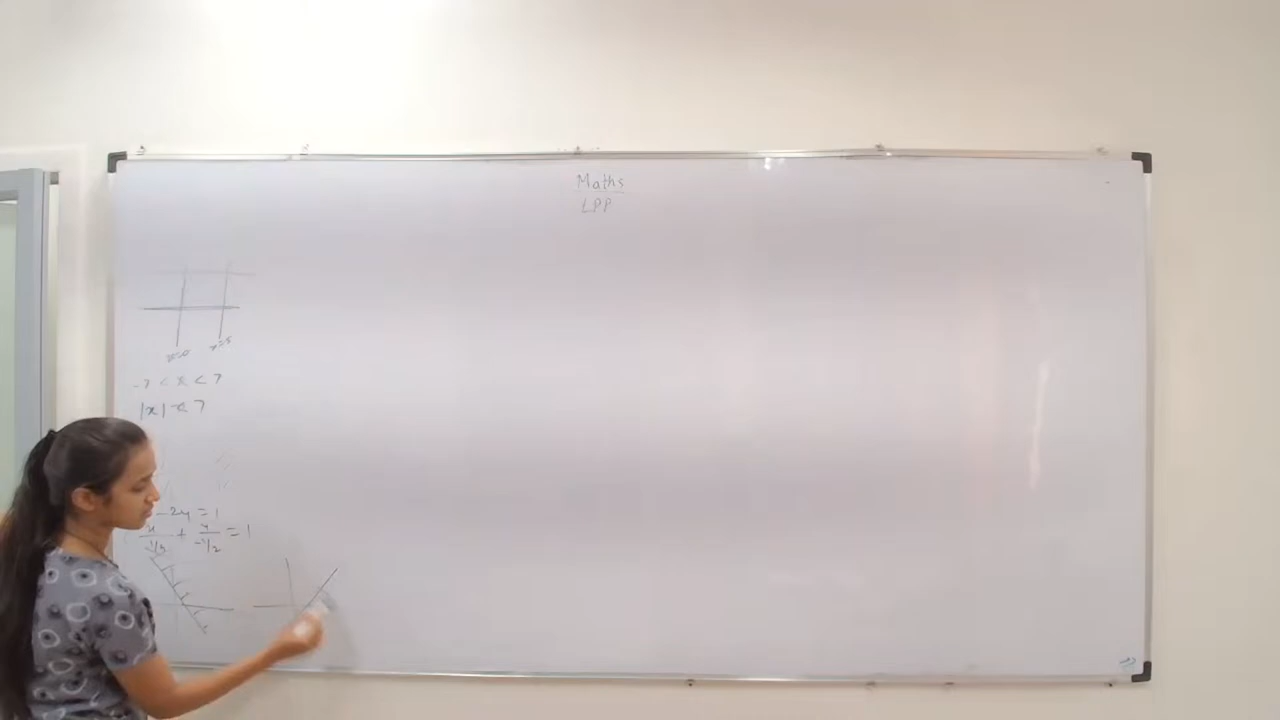 Maths
LPP
x=0 x=5
-7 < x < 7
|x| < 7
-2y = 1
x/1/3 + y/-1/2 = 1